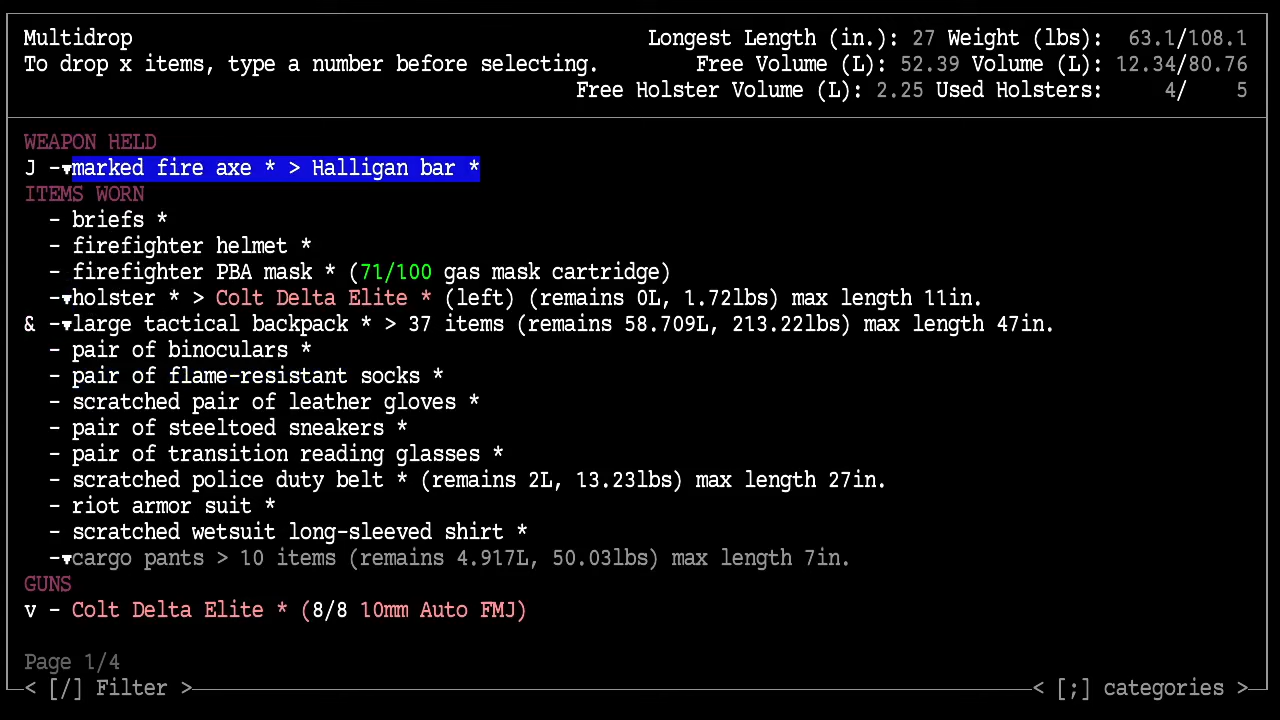 Multidrop Longest Length (in.): 27 Weight (lbs): 63.1/108.1
To drop x items, type a number before selecting. Free Volume (L): 52.39 Volume (L): 12.34/80.76
Free Holster Volume (L): 2.25 Used Holsters: 4/ 5
WEAPON HELD
J -▾marked fire axe * > Halligan bar *
ITEMS WORN
- briefs *
- firefighter helmet *
- firefighter PBA mask * (71/100 gas mask cartridge)
-▾holster * > Colt Delta Elite * (left) (remains 0L, 1.72lbs) max length 11in.
& -▾large tactical backpack * > 37 items (remains 58.709L, 213.22lbs) max length 47in.
- pair of binoculars *
- pair of flame-resistant socks *
- scratched pair of leather gloves *
- pair of steeltoed sneakers *
- pair of transition reading glasses *
- scratched police duty belt * (remains 2L, 13.23lbs) max length 27in.
- riot armor suit *
- scratched wetsuit long-sleeved shirt *
-▾cargo pants > 10 items (remains 4.917L, 50.03lbs) max length 7in.
GUNS
v - Colt Delta Elite * (8/8 10mm Auto FMJ)
Page 1/4
< [/] Filter > < [;] categories >